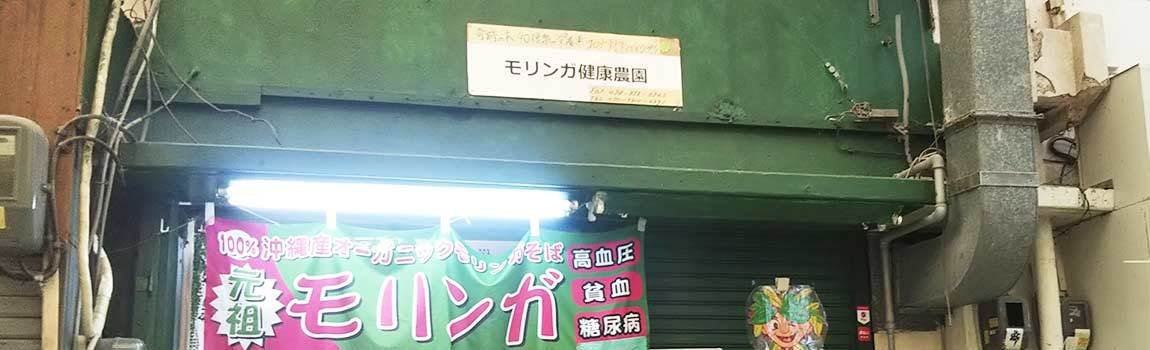 モリンガ健康農園
100%沖縄産オーガニックモリンガそば
元祖
モリンガ
高血圧
貧血
糖尿病